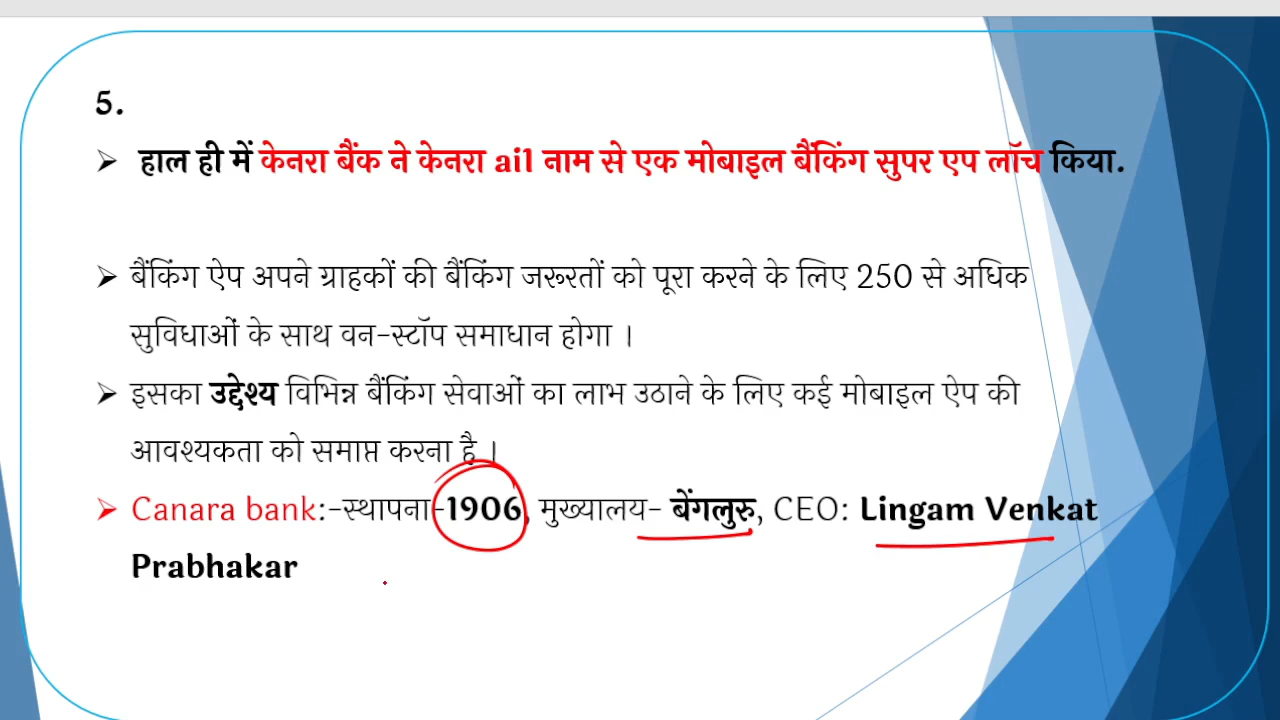 5.
➢ हाल ही में केनरा बैंक ने केनरा ai1 नाम से एक मोबाइल बैंकिंग सुपर एप लॉच किया.
➢ बैंकिंग ऐप अपने ग्राहकों की बैंकिंग जरूरतों को पूरा करने के लिए 250 से अधिक
सुविधाओं के साथ वन-स्टॉप समाधान होगा ।
➢ इसका उद्देश्य विभिन्न बैंकिंग सेवाओं का लाभ उठाने के लिए कई मोबाइल ऐप की
आवश्यकता को समाप्त करना है ।
➢ Canara bank:-स्थापना-1906, मुख्यालय- बेंगलुरु, CEO: Lingam Venkat
Prabhakar